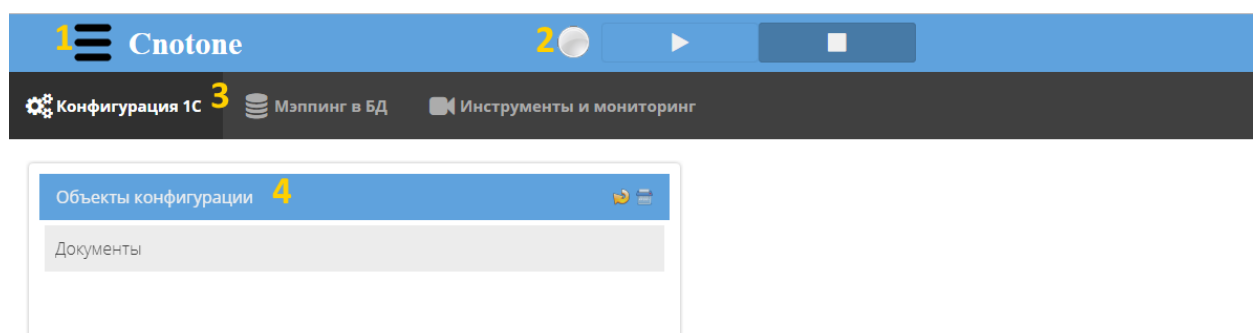 1 Cnotone 2
Конфигурация 1С 3 Мэппинг в БД Инструменты и мониторинг
Объекты конфигурации 4
Документы